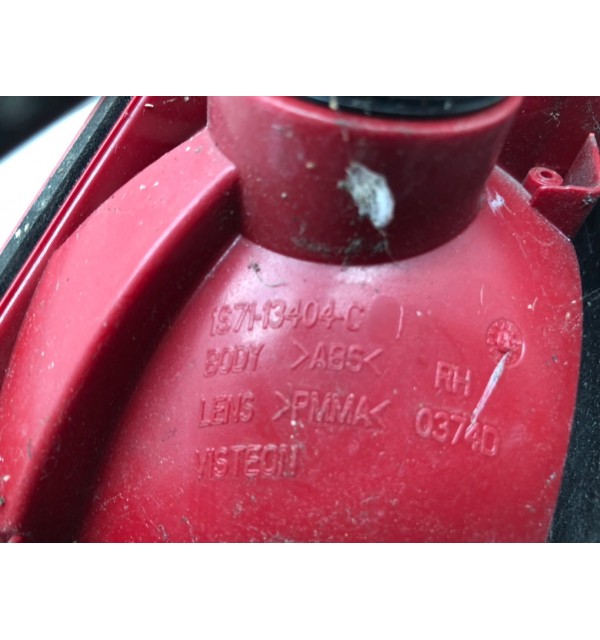 1S71-13404-C
BODY >ABS<
LENS >PMMA<
VISTEON
RH
0374D